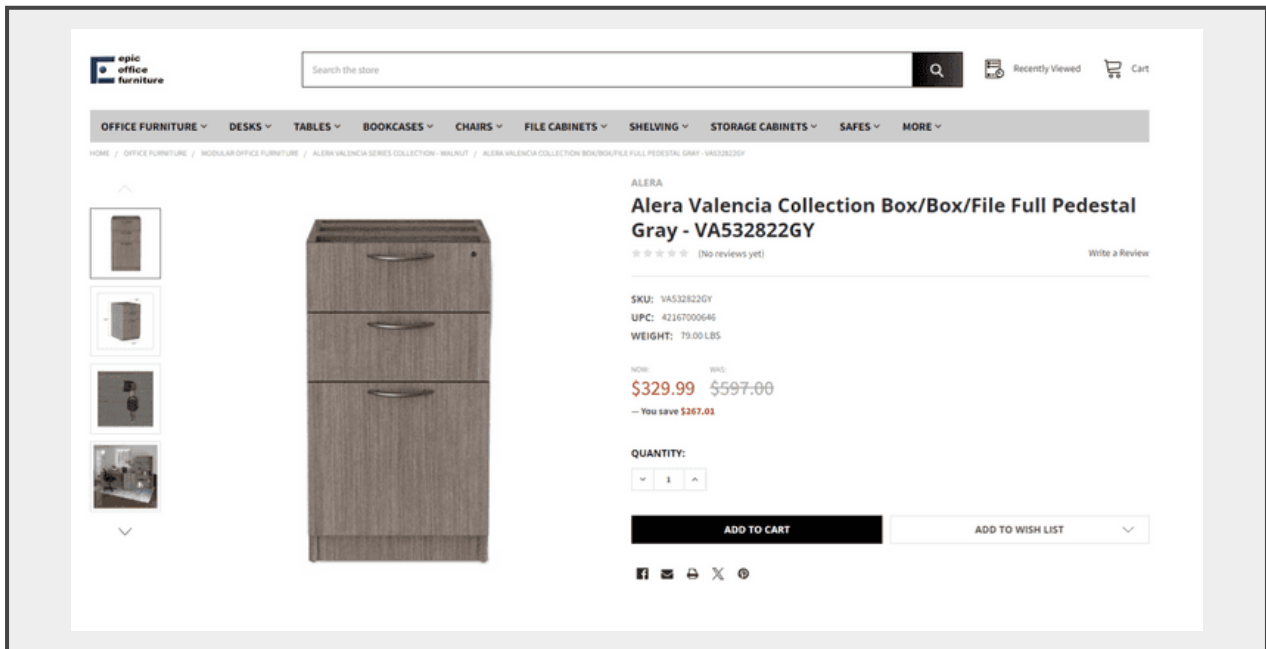 epic
office
furniture
Search the store
Recently Viewed
Cart
OFFICE FURNITURE DESKS TABLES BOOKCASES CHAIRS FILE CABINETS SHELVING STORAGE CABINETS SAFES MORE
HOME / OFFICE FURNITURE / MODULAR OFFICE FURNITURE / ALERA VALENCIA SERIES COLLECTION - WALNUT / ALERA VALENCIA COLLECTION BOX/BOX/FILE FULL PEDESTAL GRAY - VA532822GY
ALERA
Alera Valencia Collection Box/Box/File Full Pedestal
Gray - VA532822GY
(No reviews yet) Write a Review
SKU: VA532822GY
UPC: 42167000646
WEIGHT: 79.00 LBS
NOW: WAS:
$329.99 $597.00
— You save $267.01
QUANTITY:
1
ADD TO CART ADD TO WISH LIST